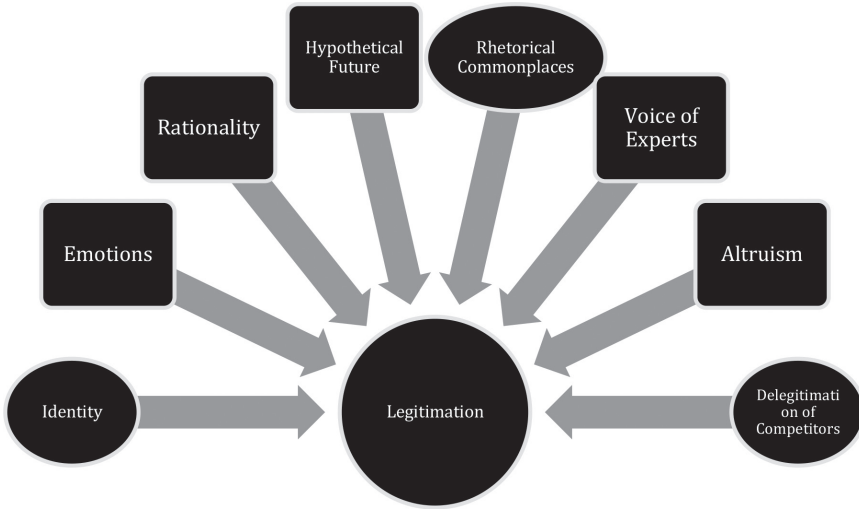 Hypothetical
Future
Rhetorical
Commonplaces
Rationality
Voice of
Experts
Emotions
Altruism
Identity
Legitimation
Delegitimati
on of
Competitors